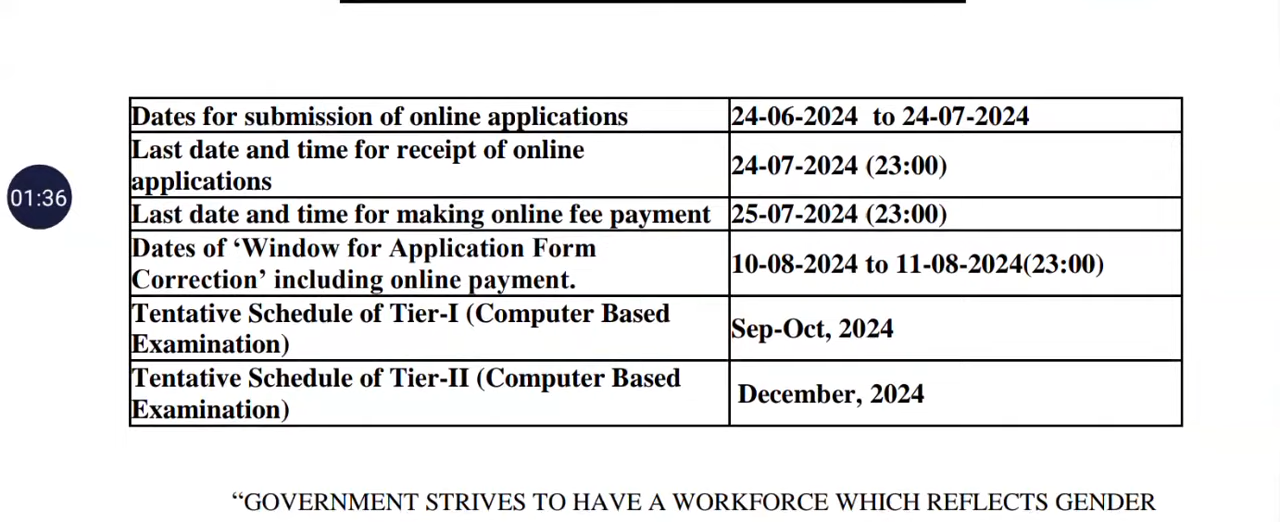 Dates for submission of online applications
24-06-2024 to 24-07-2024
Last date and time for receipt of online
applications
24-07-2024 (23:00)
01:36
Last date and time for making online fee payment
25-07-2024 (23:00)
Dates of ‘Window for Application Form
Correction’ including online payment.
10-08-2024 to 11-08-2024(23:00)
Tentative Schedule of Tier-I (Computer Based
Examination)
Sep-Oct, 2024
Tentative Schedule of Tier-II (Computer Based
Examination)
December, 2024
“GOVERNMENT STRIVES TO HAVE A WORKFORCE WHICH REFLECTS GENDER